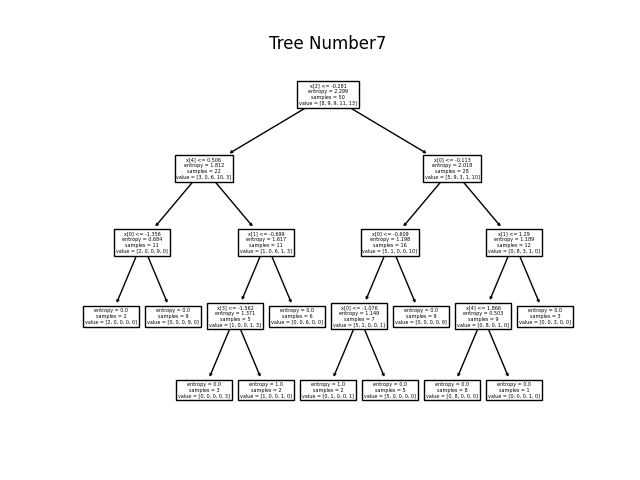 Tree Number7
x[2] <= -0.281
entropy = 2.299
samples = 50
value = [8, 9, 9, 11, 13]
x[4] <= 0.506
entropy = 1.812
samples = 22
value = [3, 0, 6, 10, 3]
x[0] <= -0.113
entropy = 2.018
samples = 28
value = [5, 9, 3, 1, 10]
x[0] <= -1.356
entropy = 0.684
samples = 11
value = [2, 0, 0, 9, 0]
x[1] <= -0.699
entropy = 1.617
samples = 11
value = [1, 0, 6, 1, 3]
x[0] <= -0.609
entropy = 1.198
samples = 16
value = [5, 1, 0, 0, 10]
x[1] <= 1.29
entropy = 1.189
samples = 12
value = [0, 8, 3, 1, 0]
entropy = 0.0
samples = 2
value = [2, 0, 0, 0, 0]
entropy = 0.0
samples = 9
value = [0, 0, 0, 9, 0]
x[3] <= -1.562
entropy = 1.371
samples = 5
value = [1, 0, 0, 1, 3]
entropy = 0.0
samples = 6
value = [0, 0, 6, 0, 0]
x[0] <= -1.076
entropy = 1.149
samples = 7
value = [5, 1, 0, 0, 1]
entropy = 0.0
samples = 9
value = [0, 0, 0, 0, 9]
x[4] <= 1.866
entropy = 0.503
samples = 9
value = [0, 8, 0, 1, 0]
entropy = 0.0
samples = 3
value = [0, 0, 3, 0, 0]
entropy = 0.0
samples = 3
value = [0, 0, 0, 0, 3]
entropy = 1.0
samples = 2
value = [1, 0, 0, 1, 0]
entropy = 1.0
samples = 2
value = [0, 1, 0, 0, 1]
entropy = 0.0
samples = 5
value = [5, 0, 0, 0, 0]
entropy = 0.0
samples = 8
value = [0, 8, 0, 0, 0]
entropy = 0.0
samples = 1
value = [0, 0, 0, 1, 0]